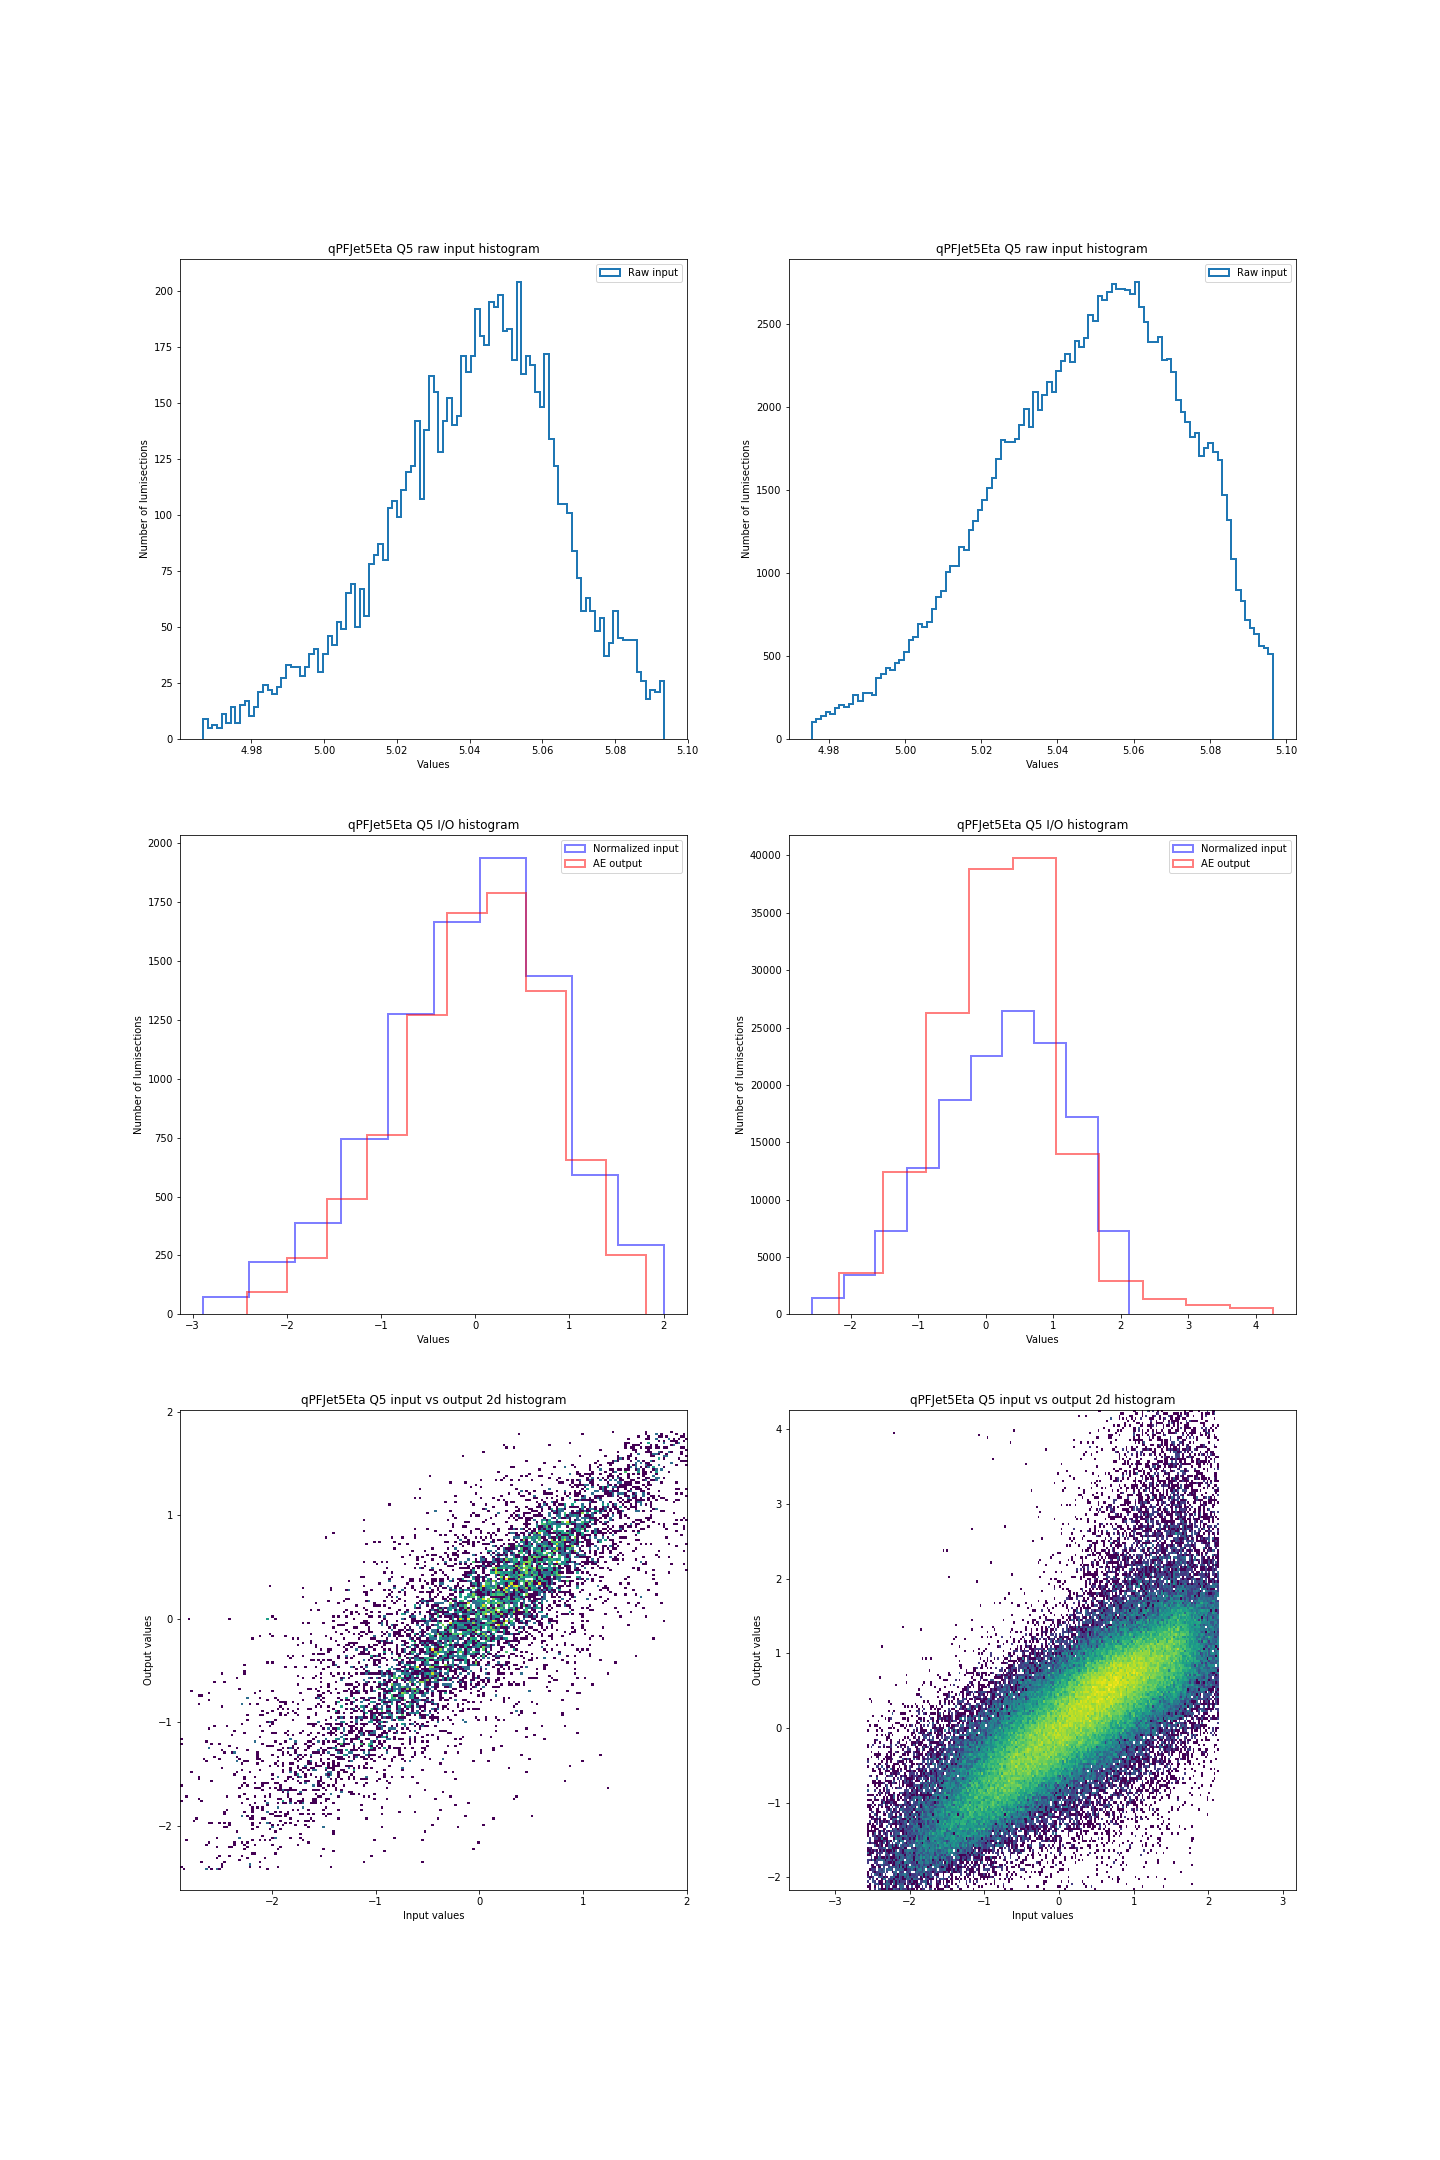 qPFJet5Eta Q5 raw input histogram
Raw input
200
175
150
125
100
75
50
25
0
4.98 5.00 5.02 5.04 5.06 5.08 5.10
Values
Number of lumisections
qPFJet5Eta Q5 raw input histogram
Raw input
2500
2000
1500
1000
500
0
4.98 5.00 5.02 5.04 5.06 5.08 5.10
Values
Number of lumisections
qPFJet5Eta Q5 I/O histogram
Normalized input
AE output
2000
1750
1500
1250
1000
750
500
250
0
−3 −2 −1 0 1 2
Values
Number of lumisections
qPFJet5Eta Q5 I/O histogram
Normalized input
AE output
40000
35000
30000
25000
20000
15000
10000
5000
0
−2 −1 0 1 2 3 4
Values
Number of lumisections
qPFJet5Eta Q5 input vs output 2d histogram
2
1
0
−1
−2
−2 −1 0 1 2
Input values
Output values
qPFJet5Eta Q5 input vs output 2d histogram
4
3
2
1
0
−1
−2
−3 −2 −1 0 1 2 3
Input values
Output values